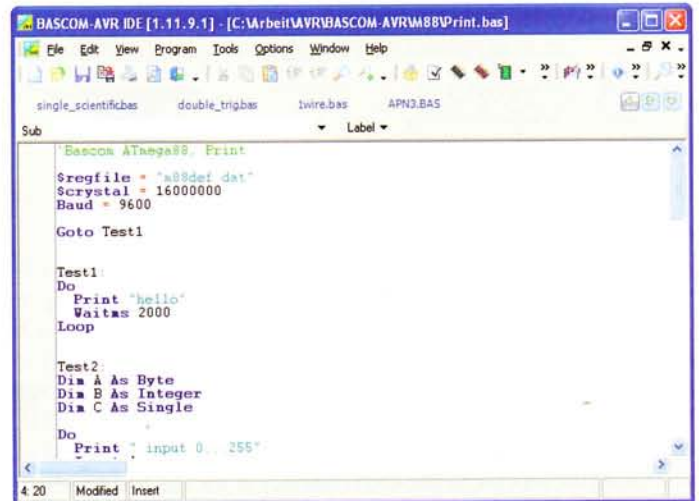 BASCOM-AVR IDE [1.11.9.1] - [C:\Arbeit\AVR\BASCOM-AVR\M88\Print.bas]
File Edit View Program Tools Options Window Help
single_scientific.bas double_trig.bas 1wire.bas APN3.BAS
Sub Label
'Bascom ATmega88, Print
$regfile = "m88def.dat"
$crystal = 16000000
Baud = 9600
Goto Test1
Test1:
Do
Print "hello"
Waitms 2000
Loop
Test2:
Dim A As Byte
Dim B As Integer
Dim C As Single
Do
Print " input 0.. 255"
4: 20 Modified Insert